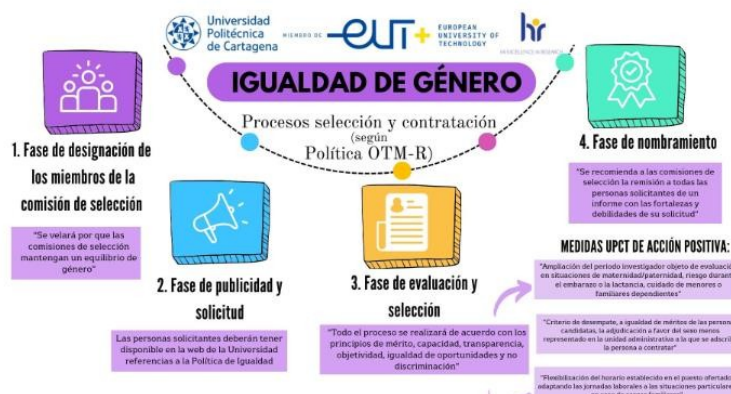 Universidad
Politécnica
de Cartagena
MIEMBRO DE
EUT+
EUROPEAN
UNIVERSITY OF
TECHNOLOGY
hr
HR EXCELLENCE IN RESEARCH
IGUALDAD DE GÉNERO
Procesos selección y contratación
(según
Política OTM-R)
1. Fase de designación de
los miembros de la
comisión de selección
"Se velará por que las
comisiones de selección
mantengan un equilibrio de
género"
2. Fase de publicidad y
solicitud
Las personas solicitantes deberán tener
disponible en la web de la Universidad
referencias a la Política de Igualdad
3. Fase de evaluación y
selección
"Todo el proceso se realizará de acuerdo con los
principios de mérito, capacidad, transparencia,
objetividad, igualdad de oportunidades y no
discriminación"
4. Fase de nombramiento
"Se recomienda a las comisiones de
selección la remisión a todas las
personas solicitantes de un
informe con las fortalezas y
debilidades de su solicitud"
MEDIDAS UPCT DE ACCIÓN POSITIVA:
"Ampliación del periodo investigador objeto de evaluació
en situaciones de maternidad/paternidad, riesgo durant
el embarazo o la lactancia, cuidado de menores o
familiares dependientes"
"Criterio de desempate, a igualdad de méritos de las persona
candidatas, la adjudicación a favor del sexo menos
representado en la unidad administrativa a la que se adscrib
la persona a contratar"
"Flexibilización del horario establecido en el puesto ofertado
adaptando las jornadas laborales a las situaciones particulare